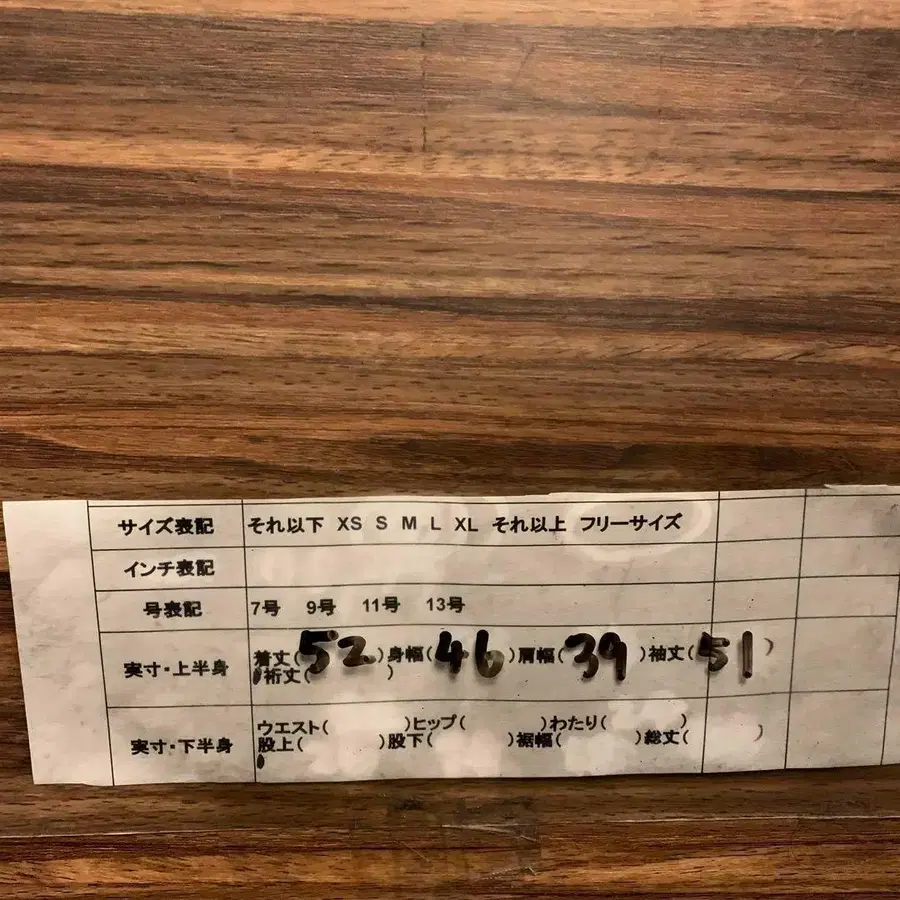 サイズ表記 それ以下 XS S M L XL それ以上 フリーサイズ
インチ表記
号表記 7号 9号 11号 13号
実寸・上半身 着丈(52)身幅(46)肩幅(39)袖丈(51)
裄丈( )
実寸・下半身 ウエスト( )ヒップ( )わたり( )
股上( )股下( )裾幅( )総丈( )